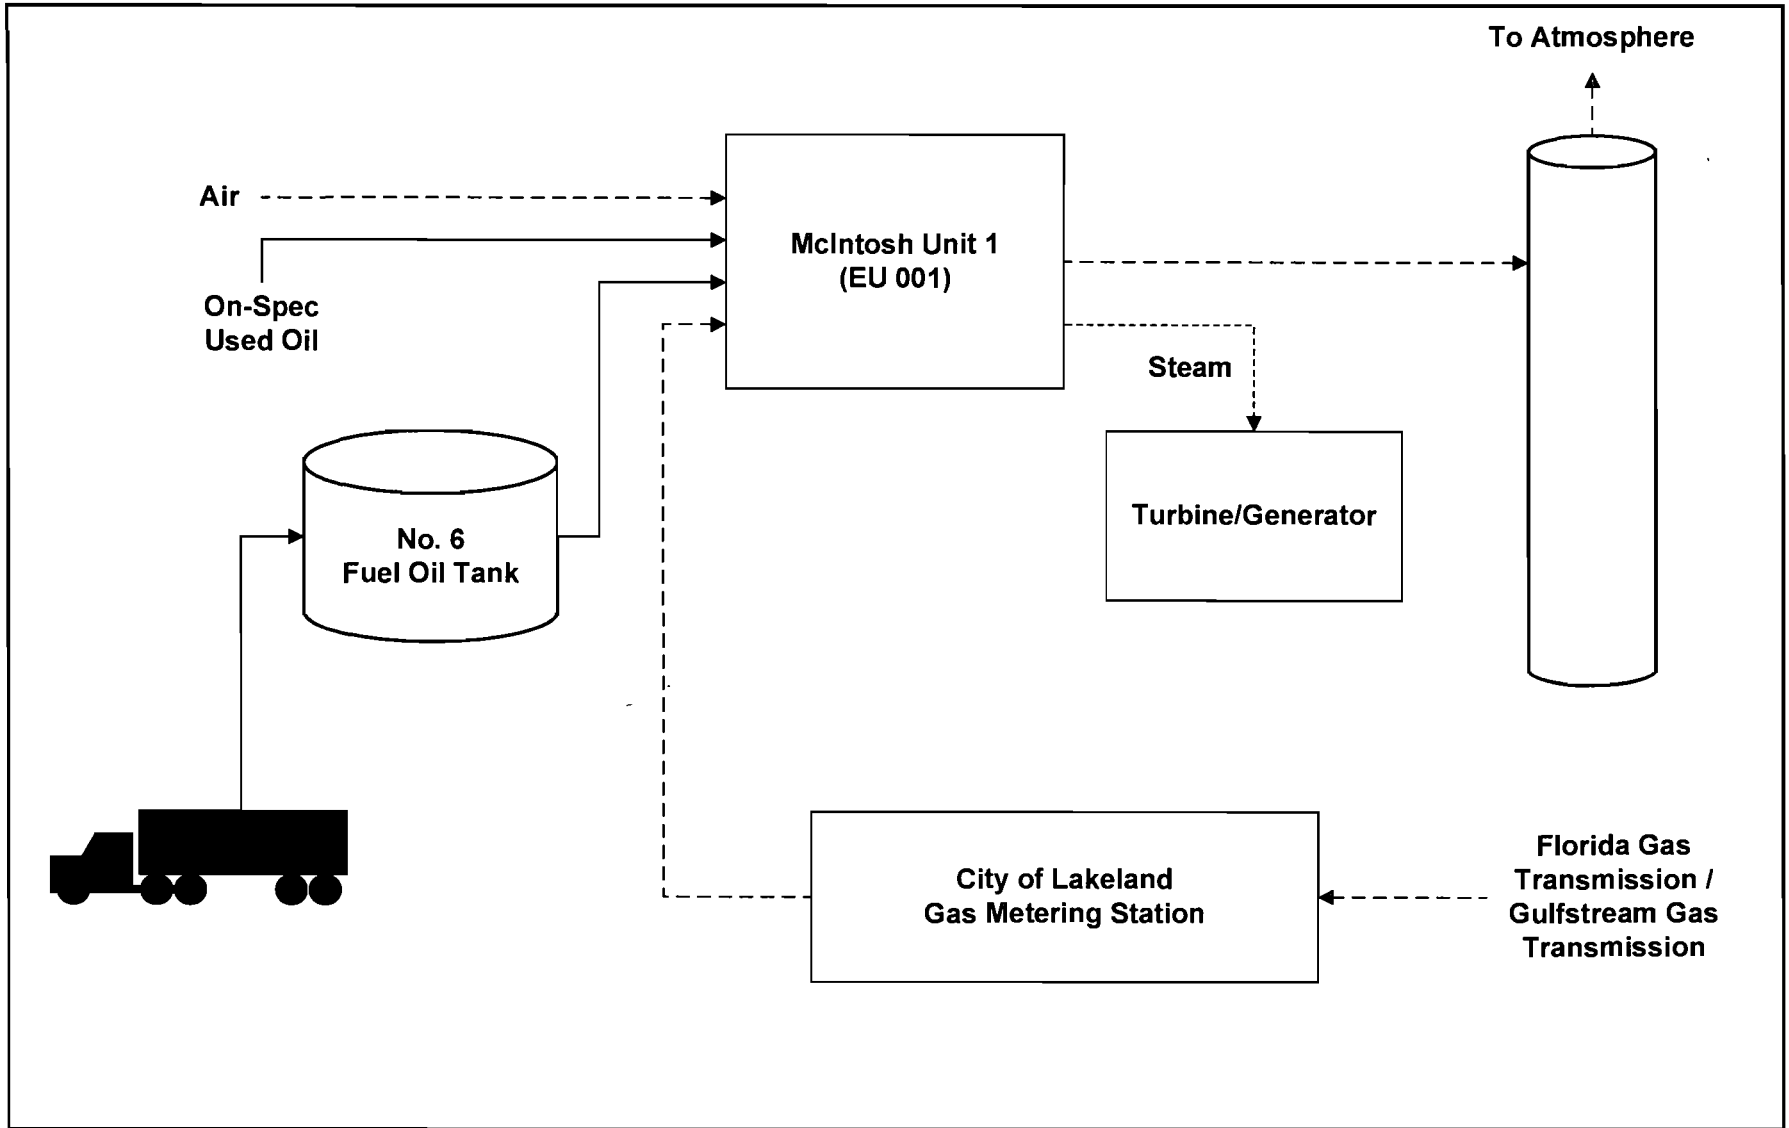 To Atmosphere
Air
McIntosh Unit 1
(EU 001)
On-Spec
Used Oil
Steam
Turbine/Generator
No. 6
Fuel Oil Tank
City of Lakeland
Gas Metering Station
Florida Gas
Transmission /
Gulfstream Gas
Transmission